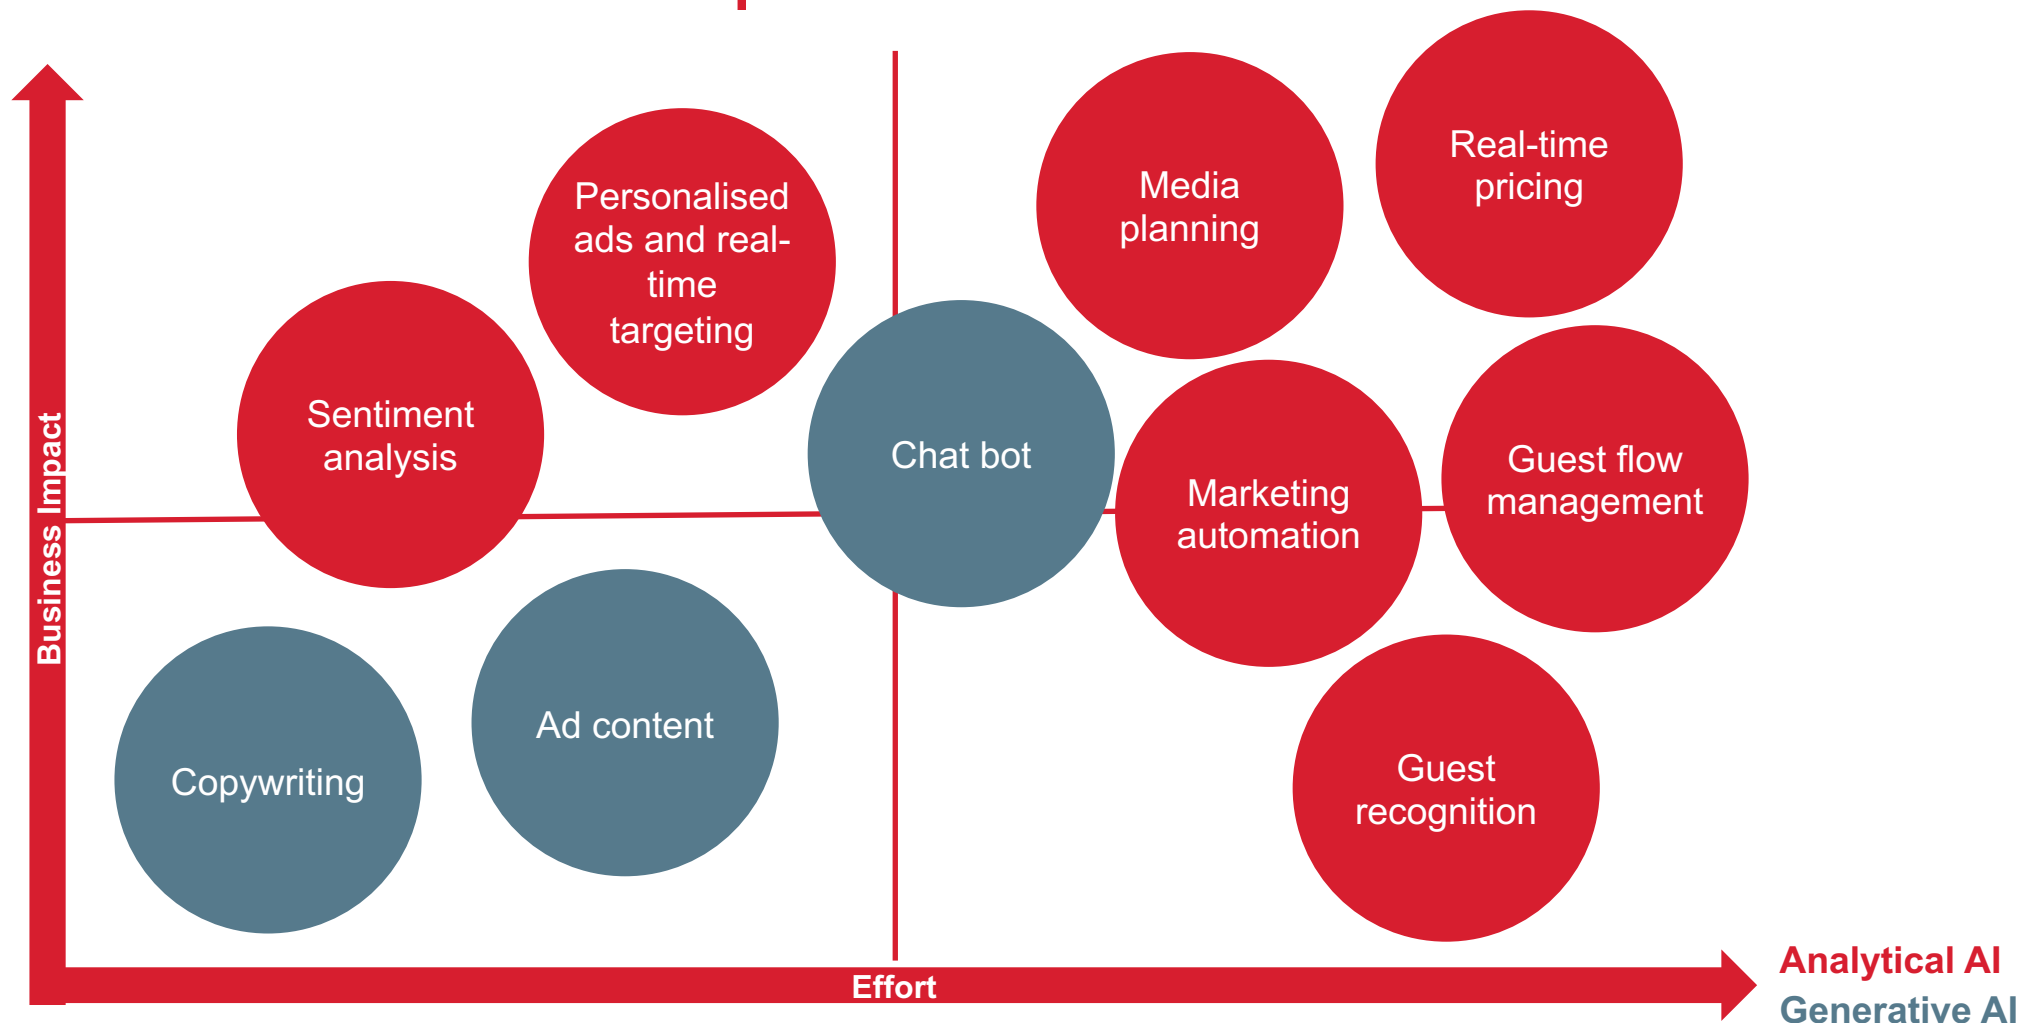 Real-time
pricing
Media
planning
Personalised
ads and real-
time
targeting
Sentiment
analysis
Chat bot
Marketing
automation
Guest flow
management
Business Impact
Copywriting
Ad content
Guest
recognition
Effort
Analytical AI
Generative AI